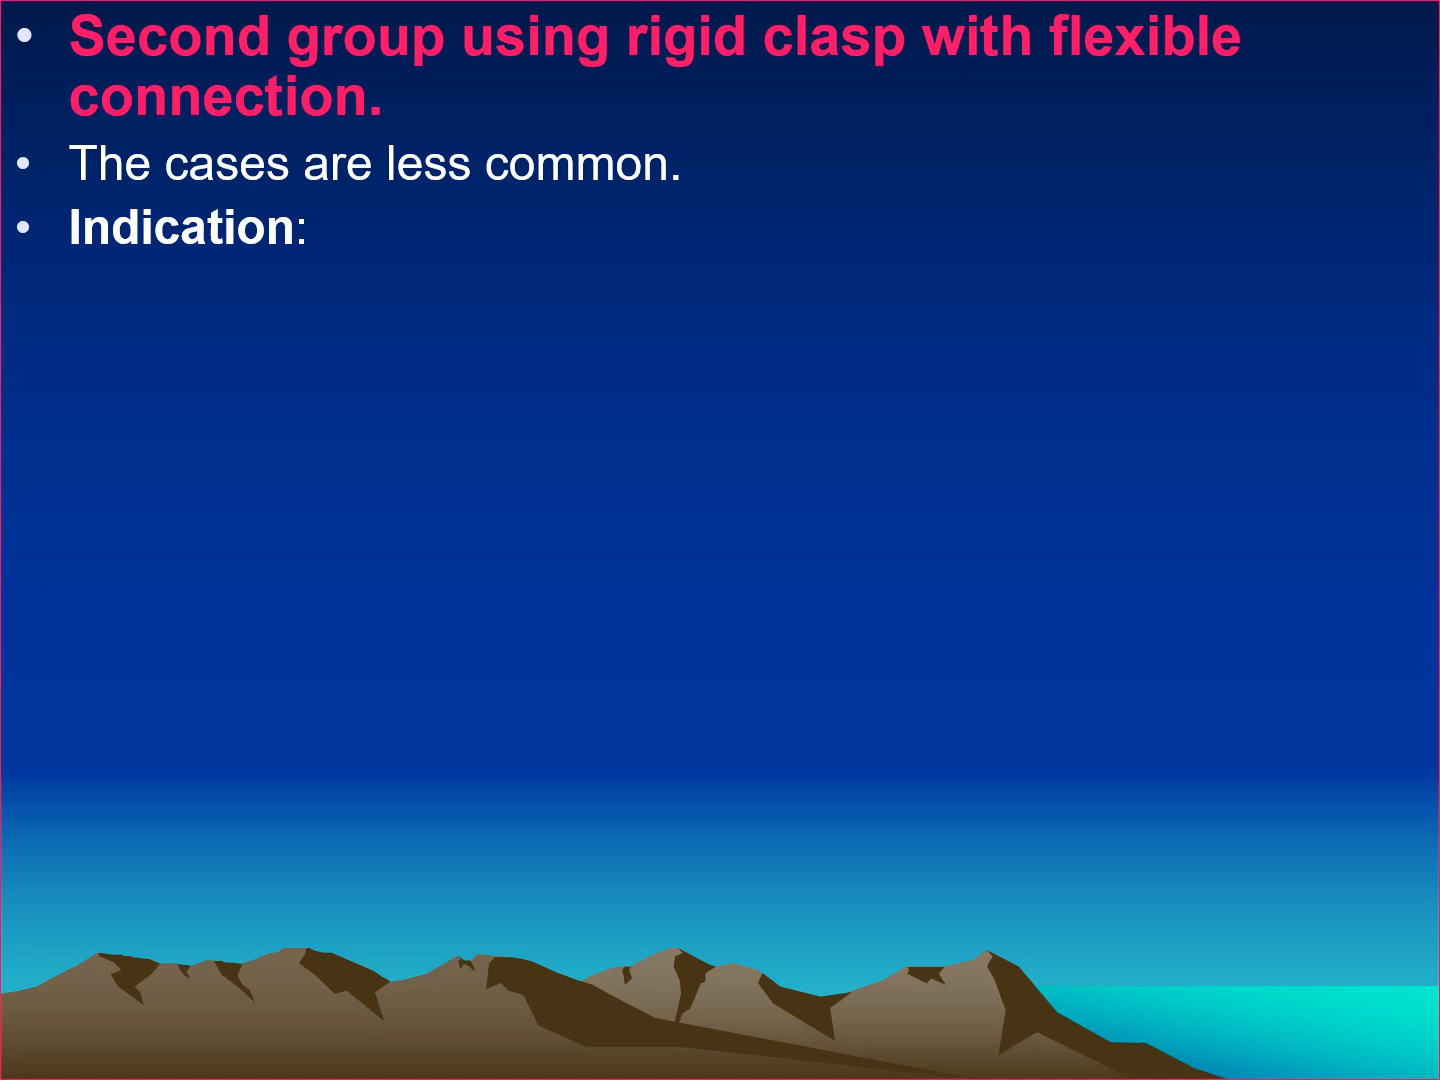 • Second group using rigid clasp with flexible
connection.
• The cases are less common.
• Indication: